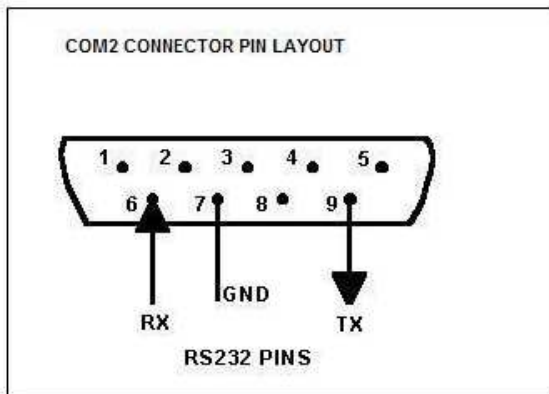 COM2 CONNECTOR PIN LAYOUT
1 2 3 4 5
6 7 8 9
GND
RX TX
RS232 PINS